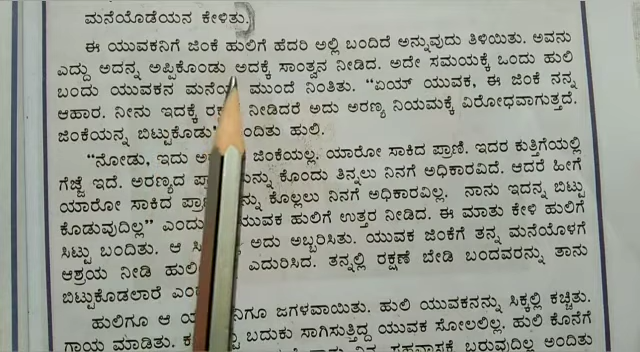 ಮನೆಯೊಡೆಯನ ಕೇಳಿತು.
ಈ ಯುವಕನಿಗೆ ಜಿಂಕೆ ಹುಲಿಗೆ ಹೆದರಿ ಅಲ್ಲಿ ಬಂದಿದೆ ಅನ್ನುವುದು ತಿಳಿಯಿತು. ಅವನು
ಎದ್ದು ಅದನ್ನ ಅಪ್ಪಿಕೊಂಡು ಅದಕ್ಕೆ ಸಾಂತ್ವನ ನೀಡಿದ. ಅದೇ ಸಮಯಕ್ಕೆ ಒಂದು ಹುಲಿ
ಬಂದು ಯುವಕನ ಮನೆಯ ಮುಂದೆ ನಿಂತಿತು. “ಏಯ್ ಯುವಕ, ಈ ಜಿಂಕೆ ನನ್ನ
ಆಹಾರ. ನೀನು ಇದಕ್ಕೆ ನೀಡಿದರೆ ಅದು ಅರಣ್ಯ ನಿಯಮಕ್ಕೆ ವಿರೋಧವಾಗುತ್ತದೆ.
ಜಿಂಕೆಯನ್ನ ಬಿಟ್ಟುಕೊಡು” ಹುಲಿ.
“ನೋಡು, ಇದು ಜಿಂಕೆಯಲ್ಲ. ಯಾರೋ ಸಾಕಿದ ಪ್ರಾಣಿ. ಇದರ ಕುತ್ತಿಗೆಯಲ್ಲಿ
ಗೆಜ್ಜೆ ಇದೆ. ಅರಣ್ಯದ ಕೊಂದು ತಿನ್ನಲು ನಿನಗೆ ಅಧಿಕಾರವಿದೆ. ಆದರೆ ಹೀಗೆ
ಯಾರೋ ಸಾಕಿದ ಕೊಲ್ಲಲು ನಿನಗೆ ಅಧಿಕಾರವಿಲ್ಲ. ನಾನು ಇದನ್ನ ಬಿಟ್ಟು
ಕೊಡುವುದಿಲ್ಲ” ಎಂದು ಯುವಕ ಹುಲಿಗೆ ಉತ್ತರ ನೀಡಿದ. ಈ ಮಾತು ಕೇಳಿ ಹುಲಿಗೆ
ಸಿಟ್ಟು ಬಂದಿತು. ಆ ಅದು ಅಬ್ಬರಿಸಿತು. ಯುವಕ ಜಿಂಕೆಗೆ ತನ್ನ ಮನೆಯೊಳಗೆ
ಆಶ್ರಯ ನೀಡಿ ಎದುರಿಸಿದ. ತನ್ನಲ್ಲಿ ರಕ್ಷಣೆ ಬೇಡಿ ಬಂದವರನ್ನು ತಾನು
ಬಿಟ್ಟುಕೊಡಲಾರೆ
ಹುಲಿಗೂ ಆ ಜಗಳವಾಯಿತು. ಹುಲಿ ಯುವಕನನ್ನು ಸಿಕ್ಕಲ್ಲಿ ಕಚ್ಚಿತು.
ಗಾಯ ಮಾಡಿತು. ಬದುಕು ಸಾಗಿಸುತ್ತಿದ್ದ ಯುವಕ ಸೋಲಲಿಲ್ಲ. ಹುಲಿ ಕೊನೆಗೆ
ಸಹವಾಸಕ್ಕೆ ಬರುವುದಿಲ್ಲ ಅಂದಿತು